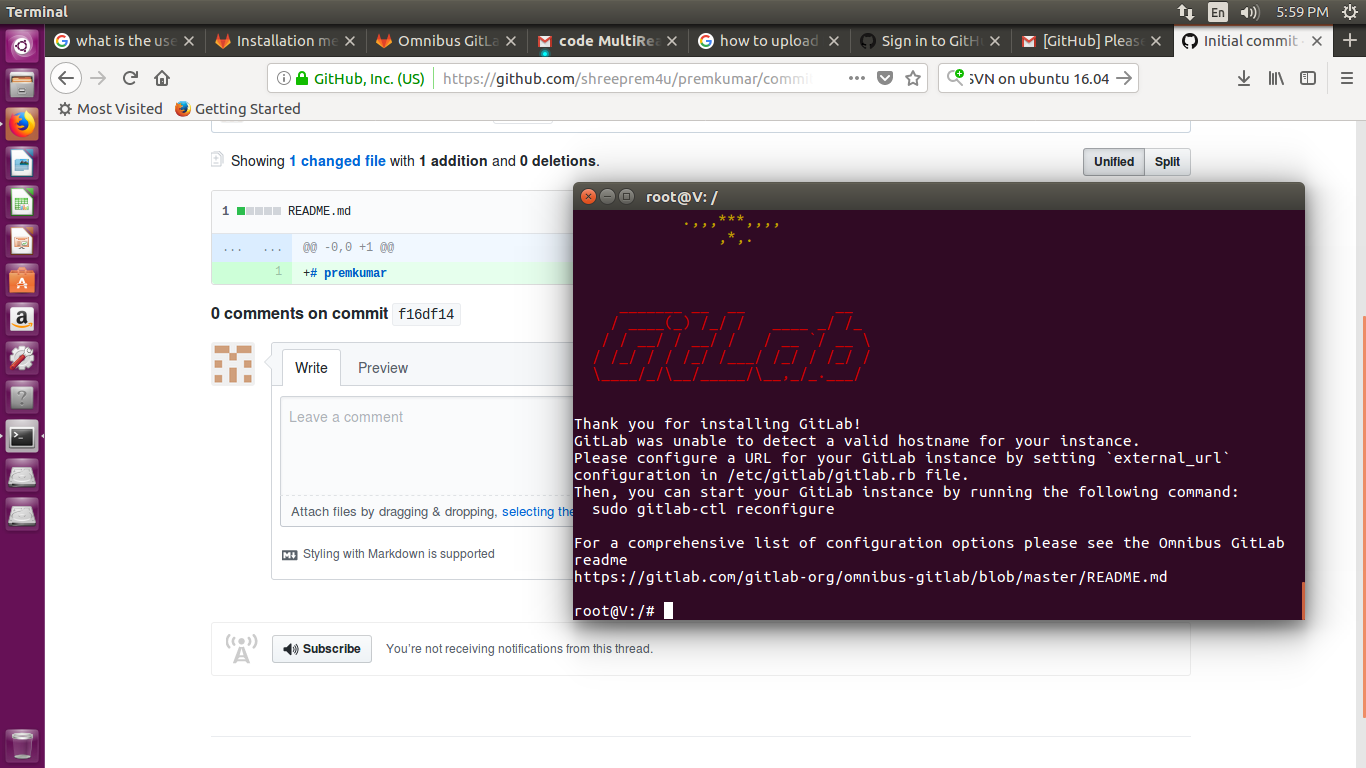 Terminal
En
5:59 PM
what is the use
Installation me
Omnibus GitLa
code MultiRea
how to upload
Sign in to GitH
[GitHub] Please
Initial commit
GitHub, Inc. (US)
https://github.com/shreeprem4u/premkumar/commi
SVN on ubuntu 16.04
Most Visited
Getting Started
Showing 1 changed file with 1 addition and 0 deletions.
Unified
Split
1 README.md
... ... @@ -0,0 +1 @@
1 +# premkumar
0 comments on commit f16df14
Write
Preview
Leave a comment
Attach files by dragging & dropping, selecting the
Styling with Markdown is supported
Subscribe
You're not receiving notifications from this thread.
root@V: /
.,,,***,,,,
,*,.
GitLab
Thank you for installing GitLab!
GitLab was unable to detect a valid hostname for your instance.
Please configure a URL for your GitLab instance by setting `external_url`
configuration in /etc/gitlab/gitlab.rb file.
Then, you can start your GitLab instance by running the following command:
sudo gitlab-ctl reconfigure
For a comprehensive list of configuration options please see the Omnibus GitLab
readme
https://gitlab.com/gitlab-org/omnibus-gitlab/blob/master/README.md
root@V:/#